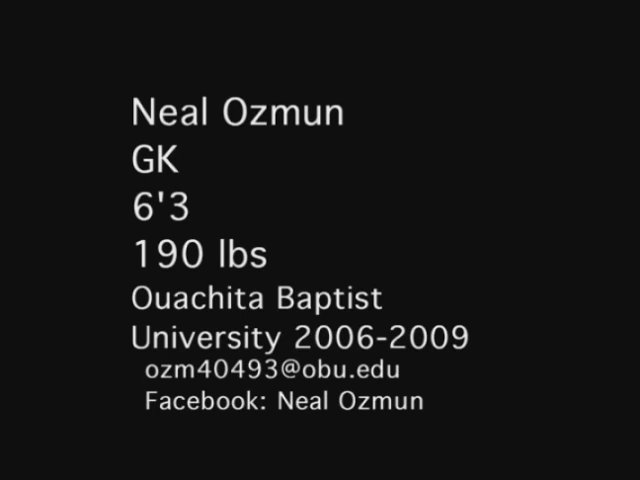 Neal Ozmun
GK
6'3
190 lbs
Ouachita Baptist
University 2006-2009
ozm40493@obu.edu
Facebook: Neal Ozmun